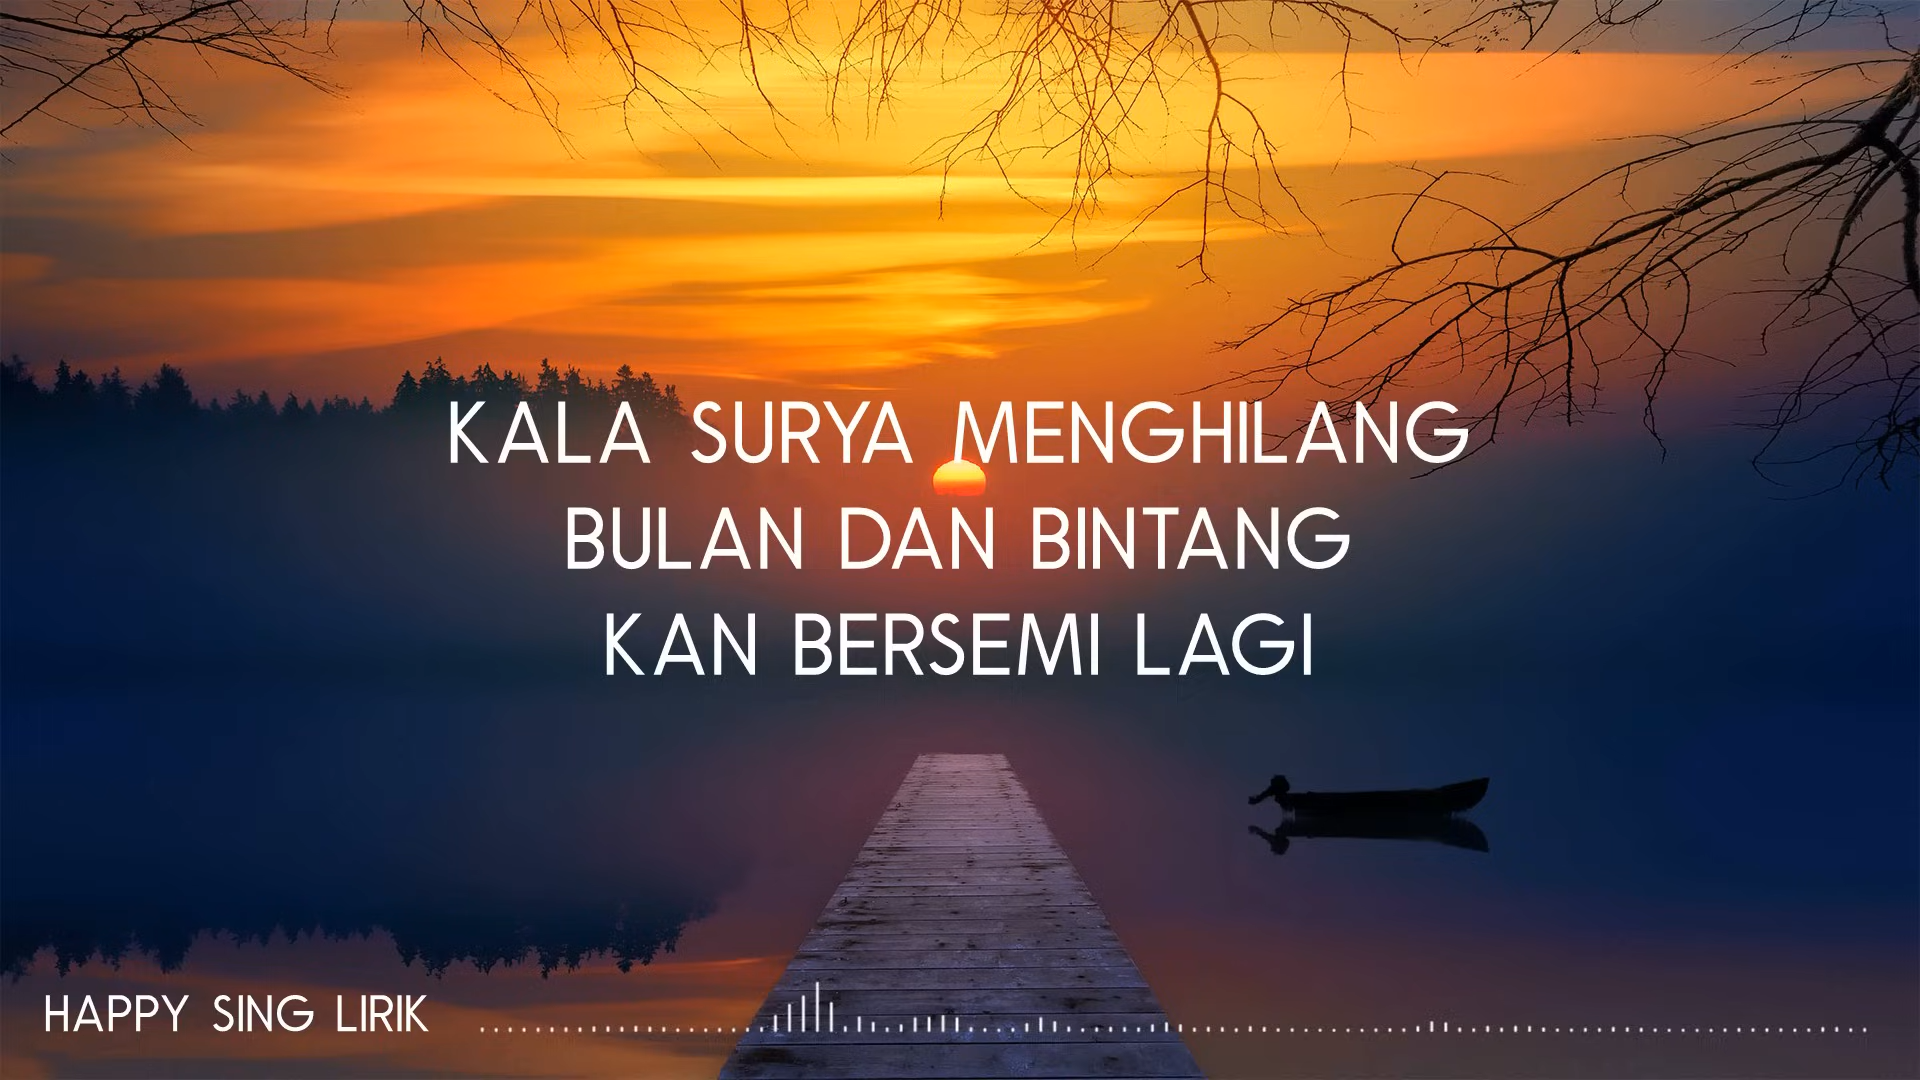 KALA SURYA MENGHILANG
BULAN DAN BINTANG
KAN BERSEMI LAGI
HAPPY SING LIRIK